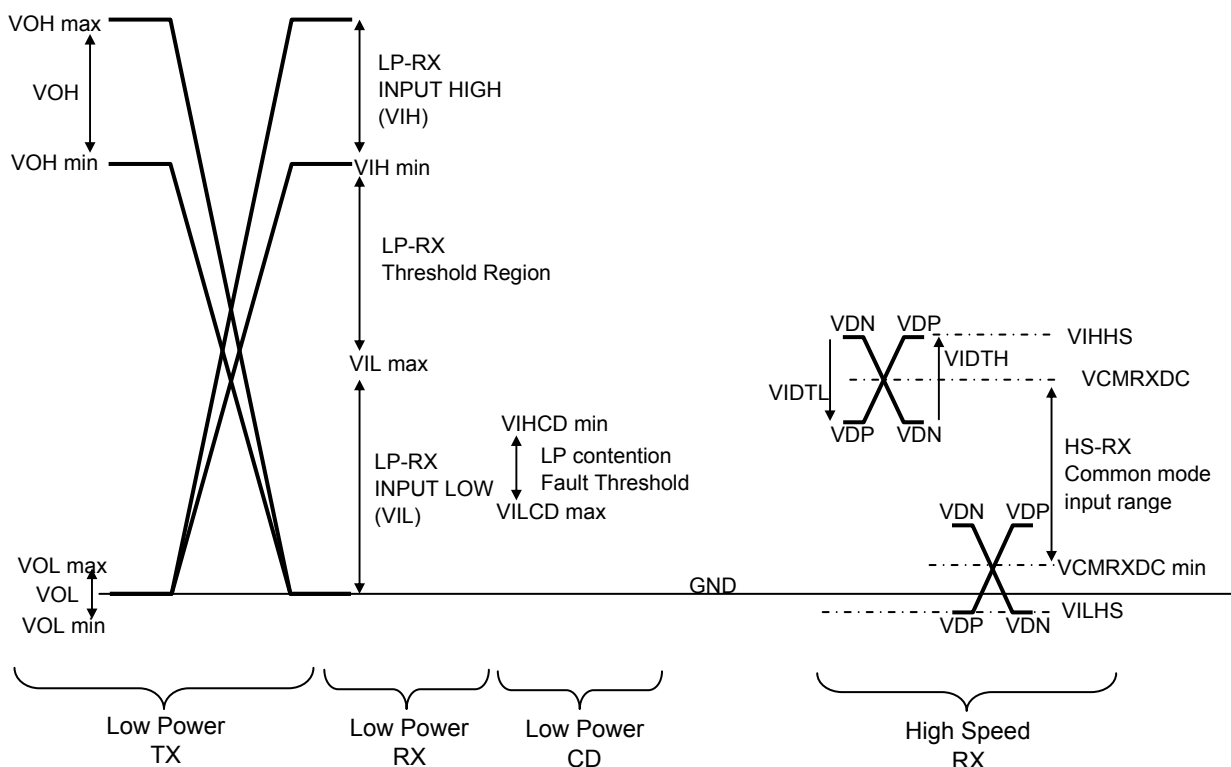 VOH max
VOH
VOH min
LP-RX
INPUT HIGH
(VIH)
VIH min
LP-RX
Threshold Region
VIL max
LP-RX
INPUT LOW
(VIL)
VOL max
VOL
VOL min
VIHCD min
LP contention
Fault Threshold
VILCD max
GND
VDN
VDP
VIHHS
VIDTH
VIDTL
VCMRXDC
VDP
VDN
HS-RX
Common mode
input range
VDN
VDP
VCMRXDC min
VDP
VDN
VILHS
Low Power
TX
Low Power
RX
Low Power
CD
High Speed
RX